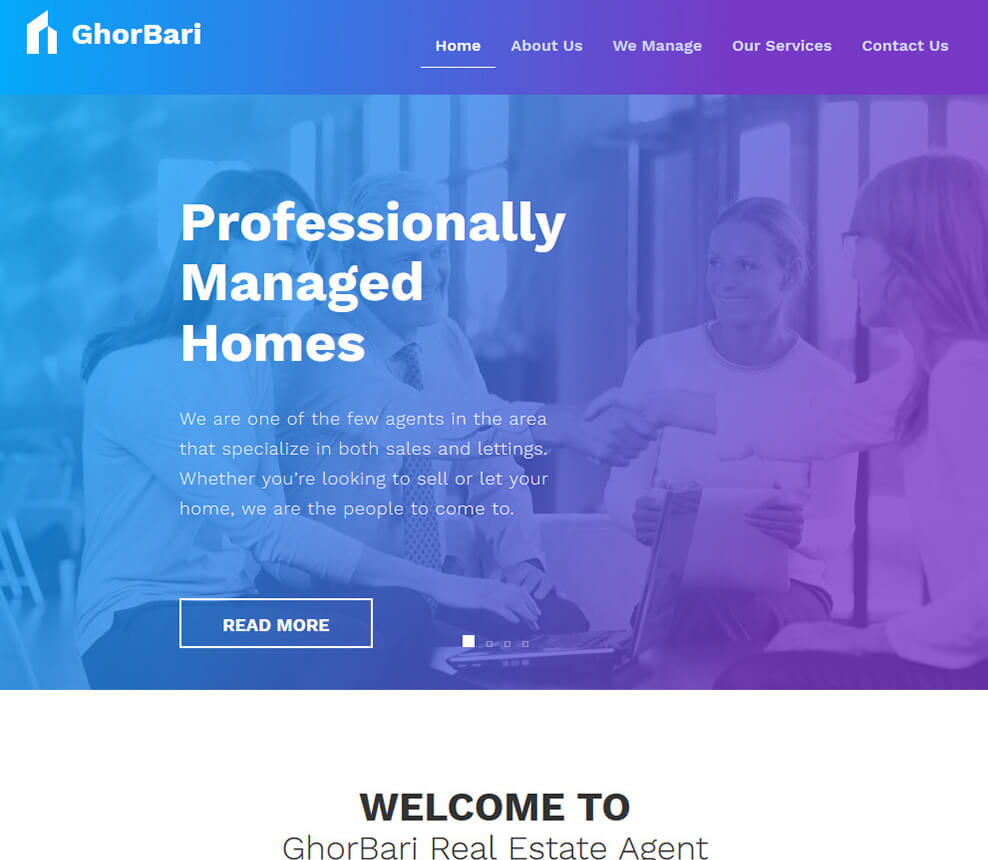 GhorBari
Home About Us We Manage Our Services Contact Us
Professionally
Managed
Homes
We are one of the few agents in the area
that specialize in both sales and lettings.
Whether you’re looking to sell or let your
home, we are the people to come to.
READ MORE
WELCOME TO
GhorBari Real Estate Agent